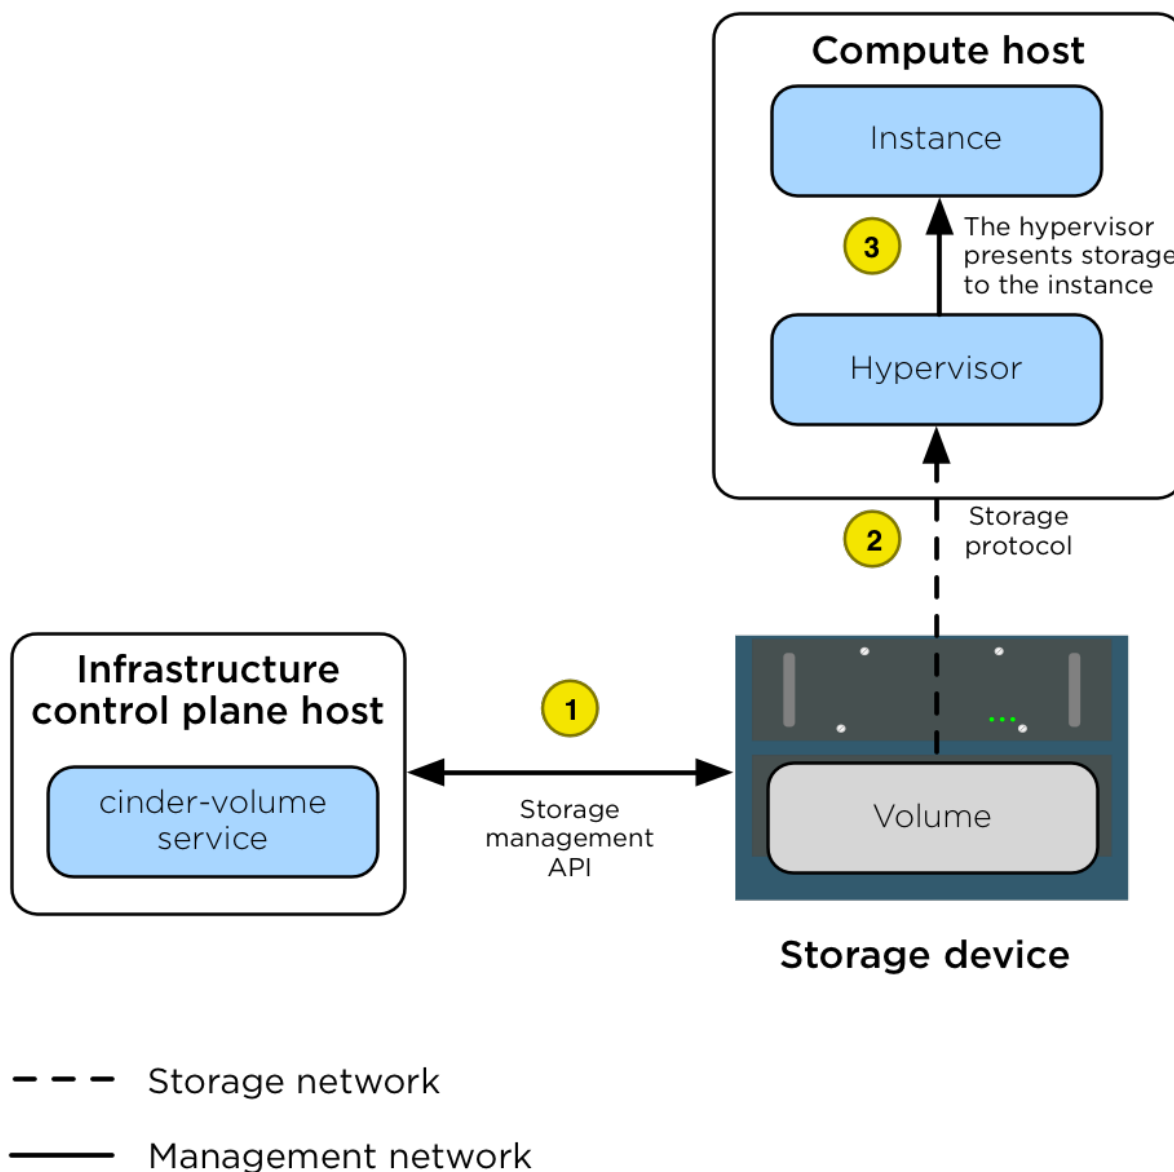 Compute host
Instance
3
The hypervisor
presents storage
to the instance
Hypervisor
2
Storage
protocol
Infrastructure
control plane host
1
cinder-volume
service
Storage
management
API
Volume
Storage device
Storage network
Management network